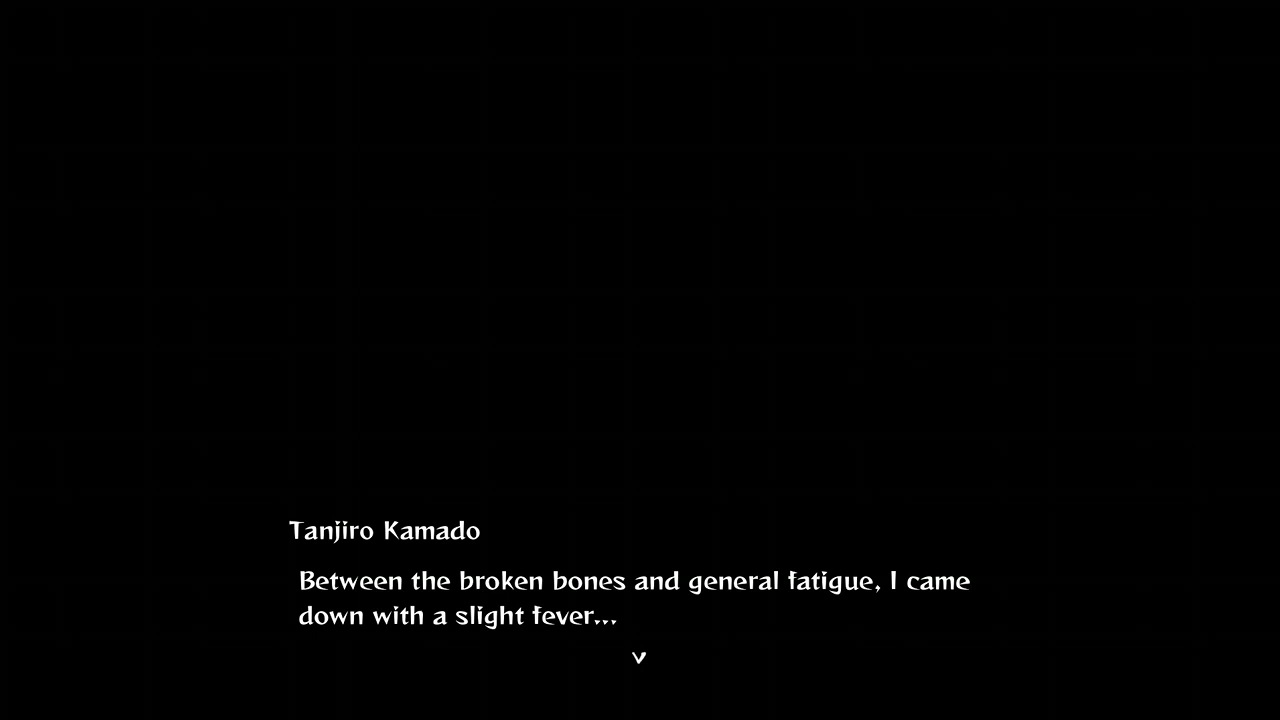 Tanjiro Kamado
Between the broken bones and general fatigue, I came
down with a slight fever...